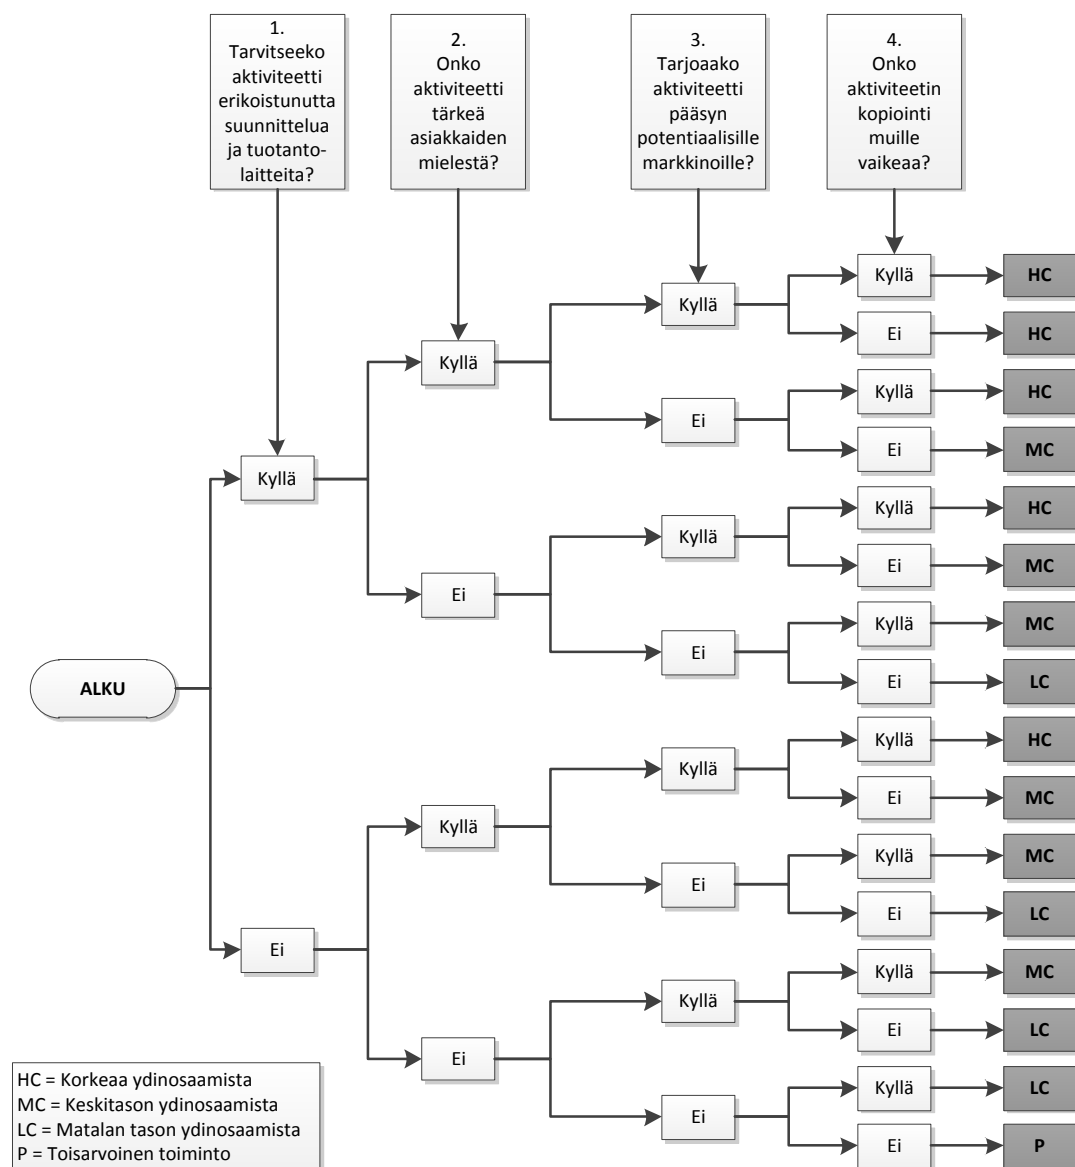 1.
Tarvitseeko
aktiviteetti
erikoistunutta
suunnittelua
ja tuotanto-
laitteita?
2.
Onko
aktiviteetti
tärkeä
asiakkaiden
mielestä?
3.
Tarjoaako
aktiviteetti
pääsyn
potentiaalisille
markkinoille?
4.
Onko
aktiviteetin
kopiointi
muille
vaikeaa?
Kyllä
HC
Kyllä
Ei
HC
Kyllä
Kyllä
HC
Ei
Ei
MC
Kyllä
Kyllä
HC
Kyllä
Ei
MC
Ei
Kyllä
MC
Ei
Ei
LC
ALKU
Kyllä
HC
Kyllä
Ei
MC
Kyllä
Kyllä
MC
Ei
Ei
LC
Ei
Kyllä
MC
Kyllä
Ei
LC
Ei
Kyllä
LC
Ei
Ei
P
HC = Korkeaa ydinosaamista
MC = Keskitason ydinosaamista
LC = Matalan tason ydinosaamista
P = Toisarvoinen toiminto